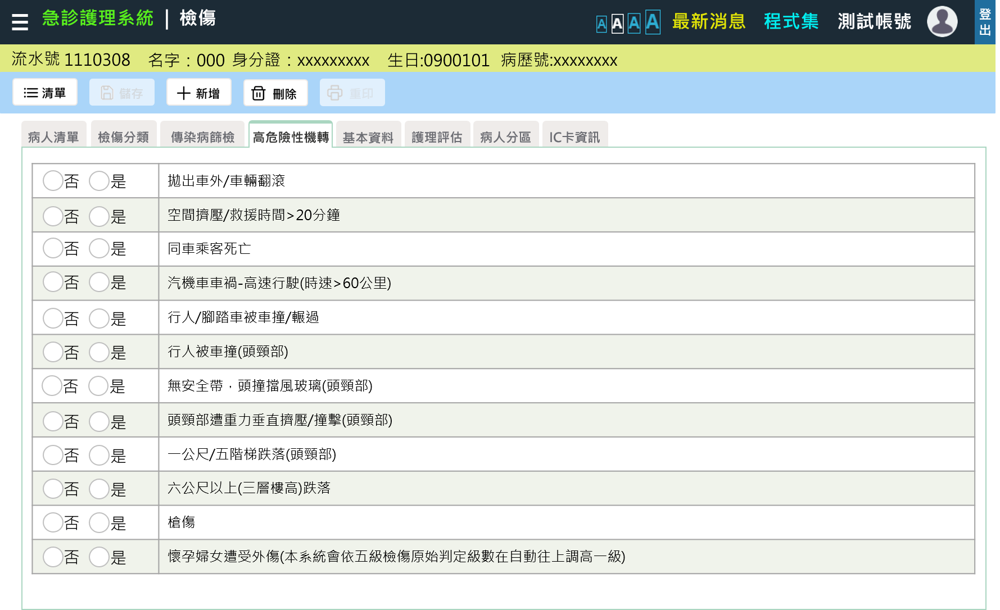 急診護理系統 | 檢傷 A A A A 最新消息 程式集 測試帳號 登出
流水號 1110308 名字：000 身分證：xxxxxxxxx 生日:0900101 病歷號:xxxxxxxx
清單 儲存 新增 刪除 重印
病人清單 檢傷分類 傳染病篩檢 高危險性機轉 基本資料 護理評估 病人分區 IC卡資訊
否 是 拋出車外/車輛翻滾
否 是 空間擠壓/救援時間>20分鐘
否 是 同車乘客死亡
否 是 汽機車車禍-高速行駛(時速>60公里)
否 是 行人/腳踏車被車撞/輾過
否 是 行人被車撞(頭頸部)
否 是 無安全帶，頭撞擋風玻璃(頭頸部)
否 是 頭頸部遭重力垂直擠壓/撞擊(頭頸部)
否 是 一公尺/五階梯跌落(頭頸部)
否 是 六公尺以上(三層樓高)跌落
否 是 槍傷
否 是 懷孕婦女遭受外傷(本系統會依五級檢傷原始判定級數在自動往上調高一級)